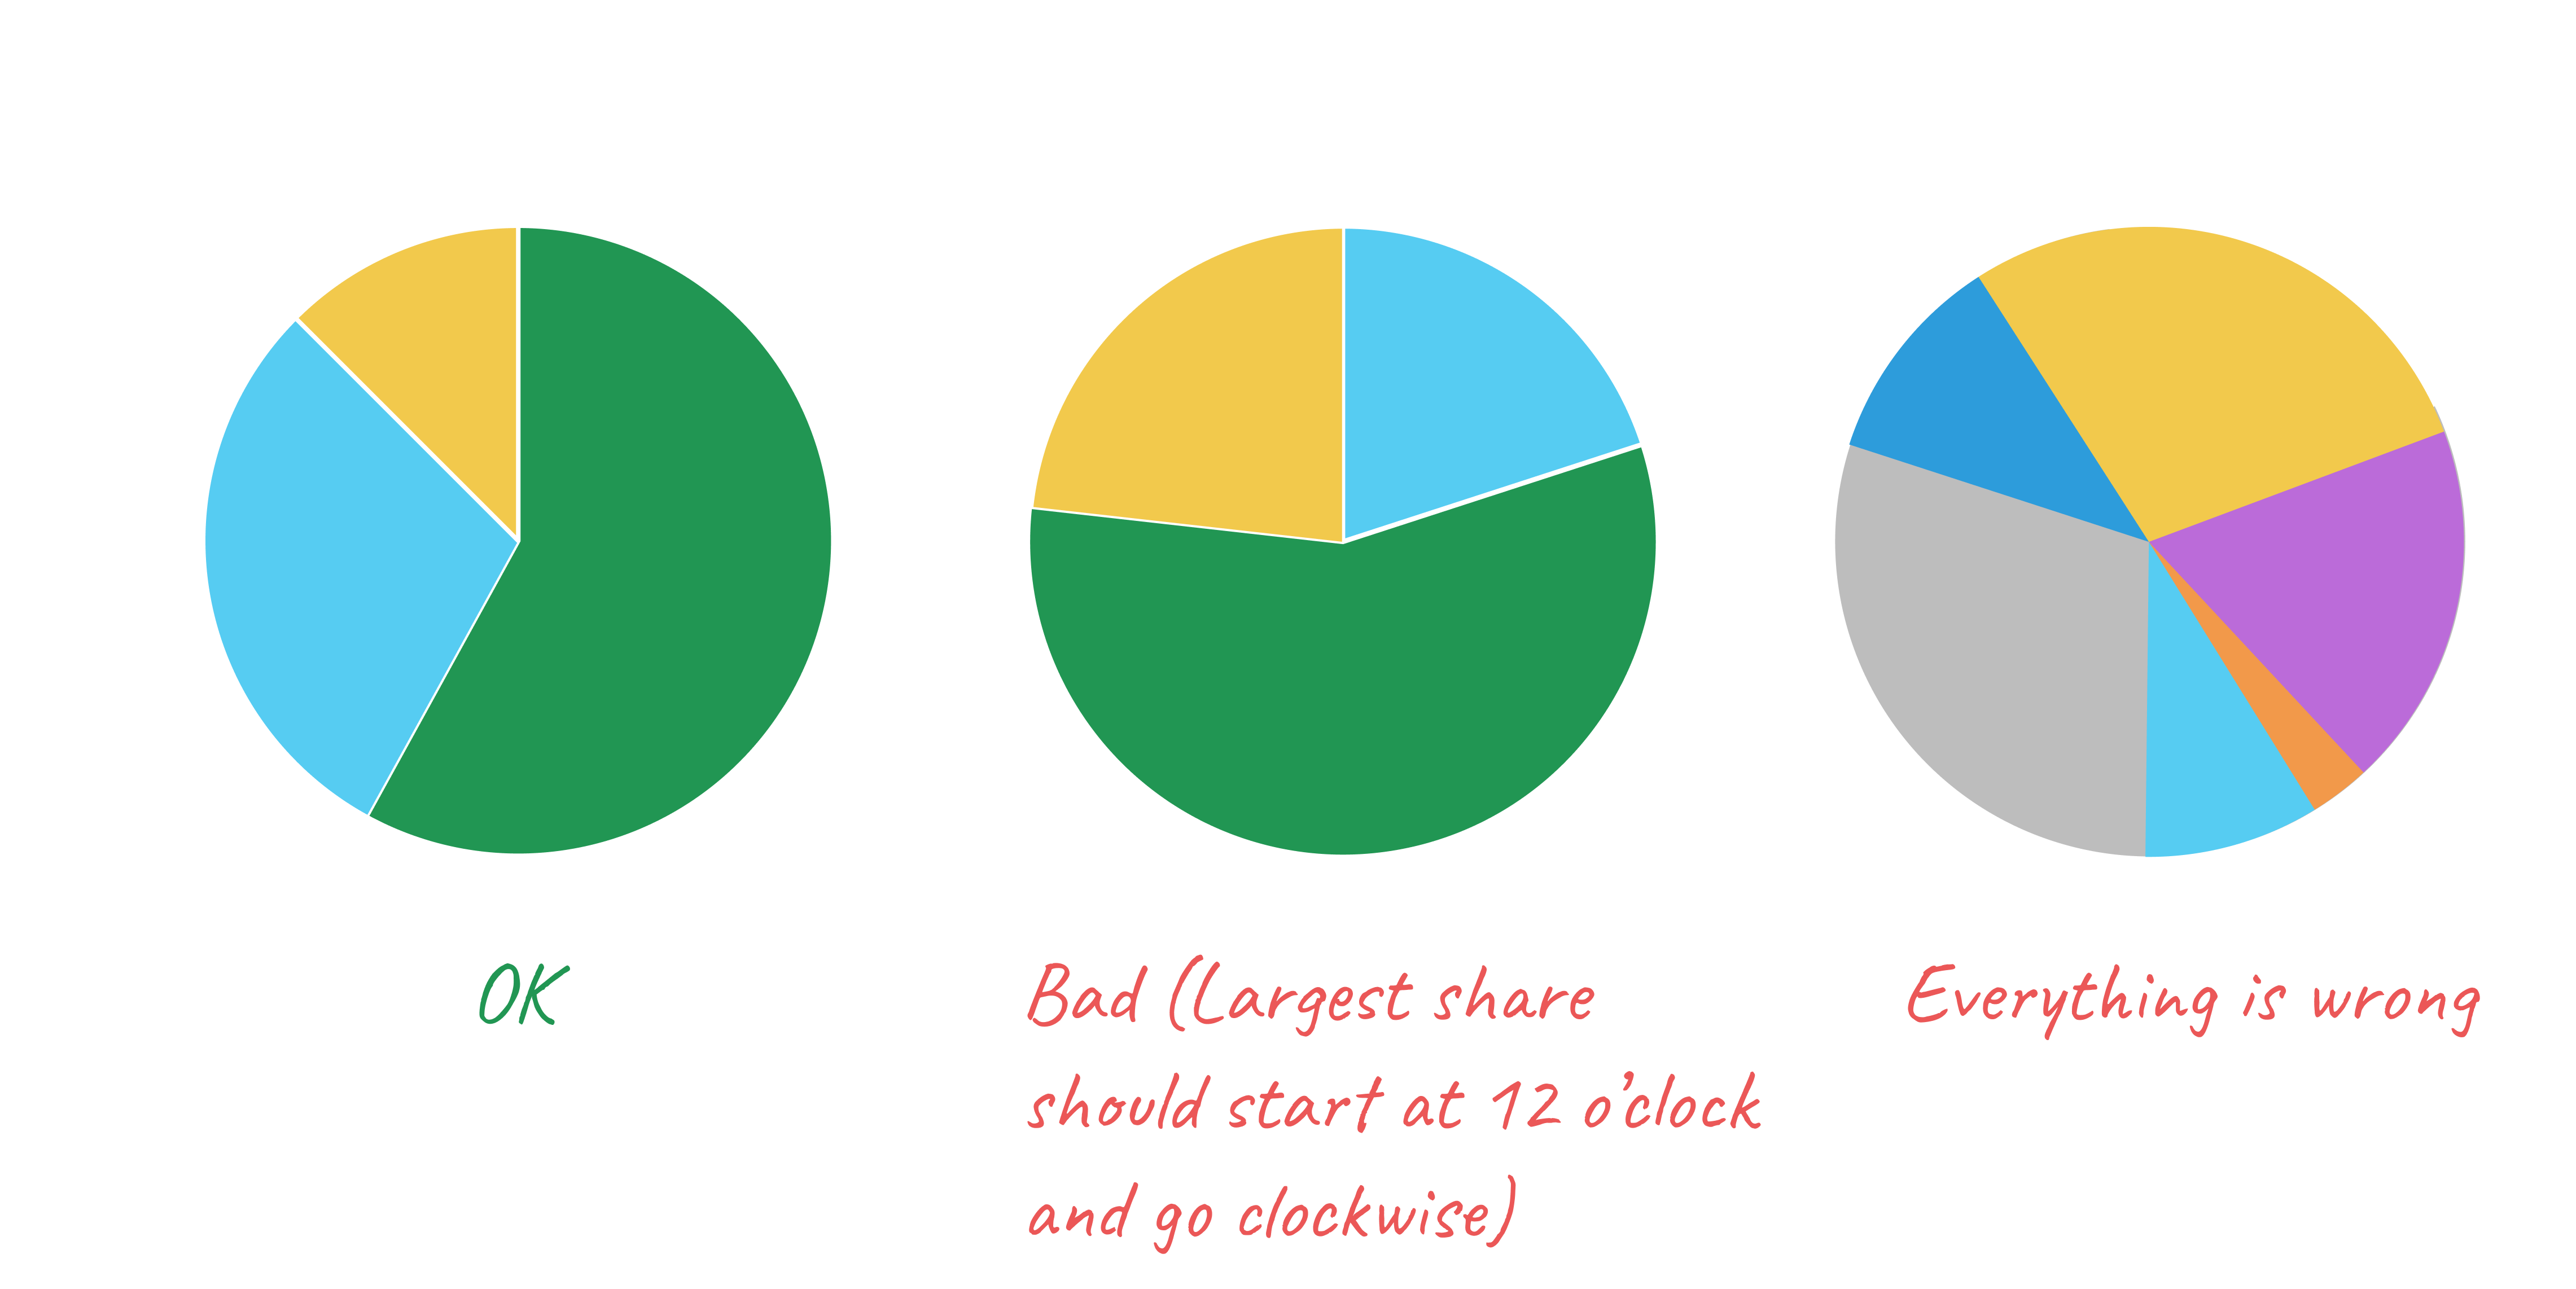 OK
Bad (Largest share
should start at 12 o'clock
and go clockwise)
Everything is wrong